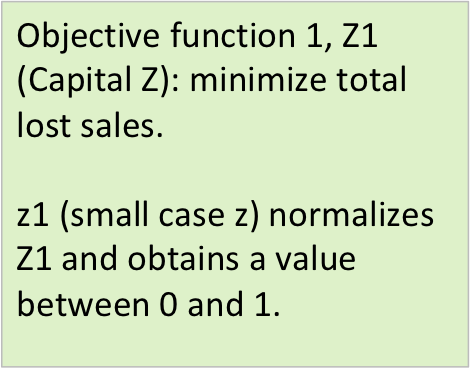 Objective function 1, Z1
(Capital Z): minimize total
lost sales.
z1 (small case z) normalizes
Z1 and obtains a value
between 0 and 1.